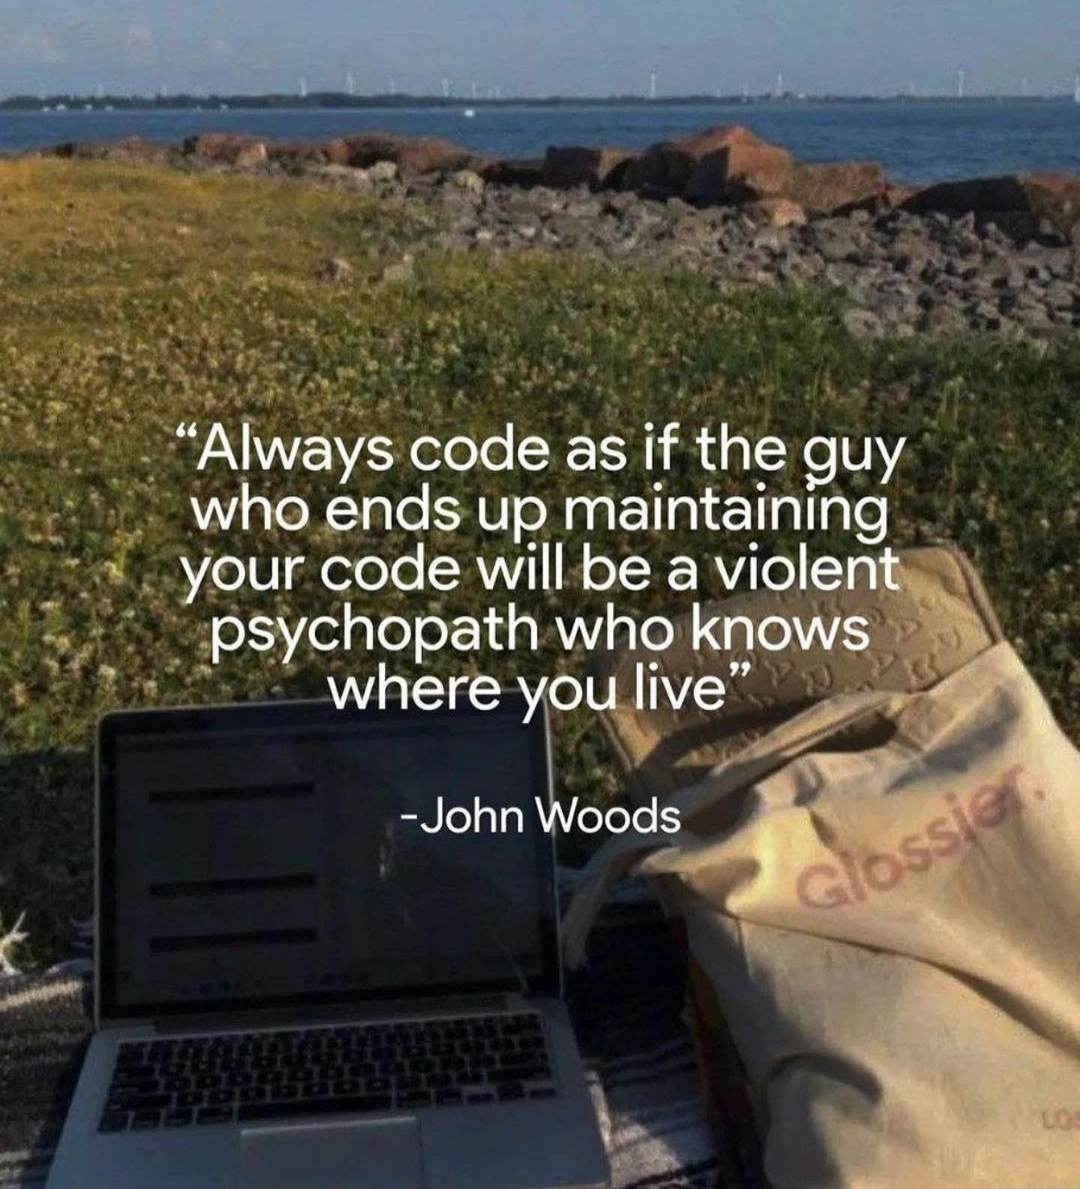 “Always code as if the guy
who ends up maintaining
your code will be a violent
psychopath who knows
where you live”
-John Woods
Glossier.